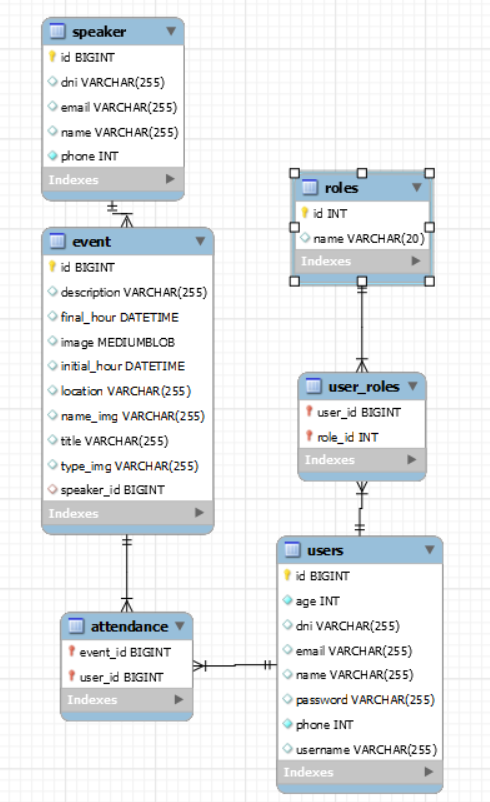 speaker
id BIGINT
dni VARCHAR(255)
email VARCHAR(255)
name VARCHAR(255)
phone INT
Indexes
event
id BIGINT
description VARCHAR(255)
final_hour DATETIME
image MEDIUMBLOB
initial_hour DATETIME
location VARCHAR(255)
name_img VARCHAR(255)
title VARCHAR(255)
type_img VARCHAR(255)
speaker_id BIGINT
Indexes
attendance
event_id BIGINT
user_id BIGINT
Indexes
roles
id INT
name VARCHAR(20)
Indexes
user_roles
user_id BIGINT
role_id INT
Indexes
users
id BIGINT
age INT
dni VARCHAR(255)
email VARCHAR(255)
name VARCHAR(255)
password VARCHAR(255)
phone INT
username VARCHAR(255)
Indexes